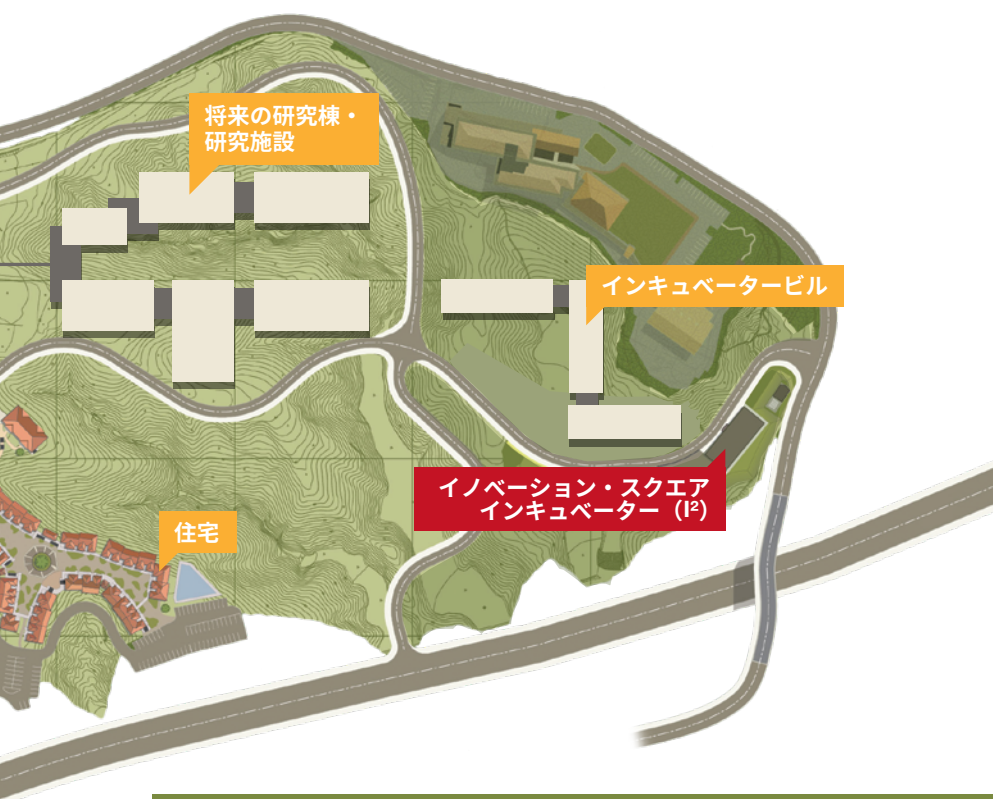 将来の研究棟・
研究施設
インキュベータービル
イノベーション・スクエア
インキュベーター（I²）
住宅